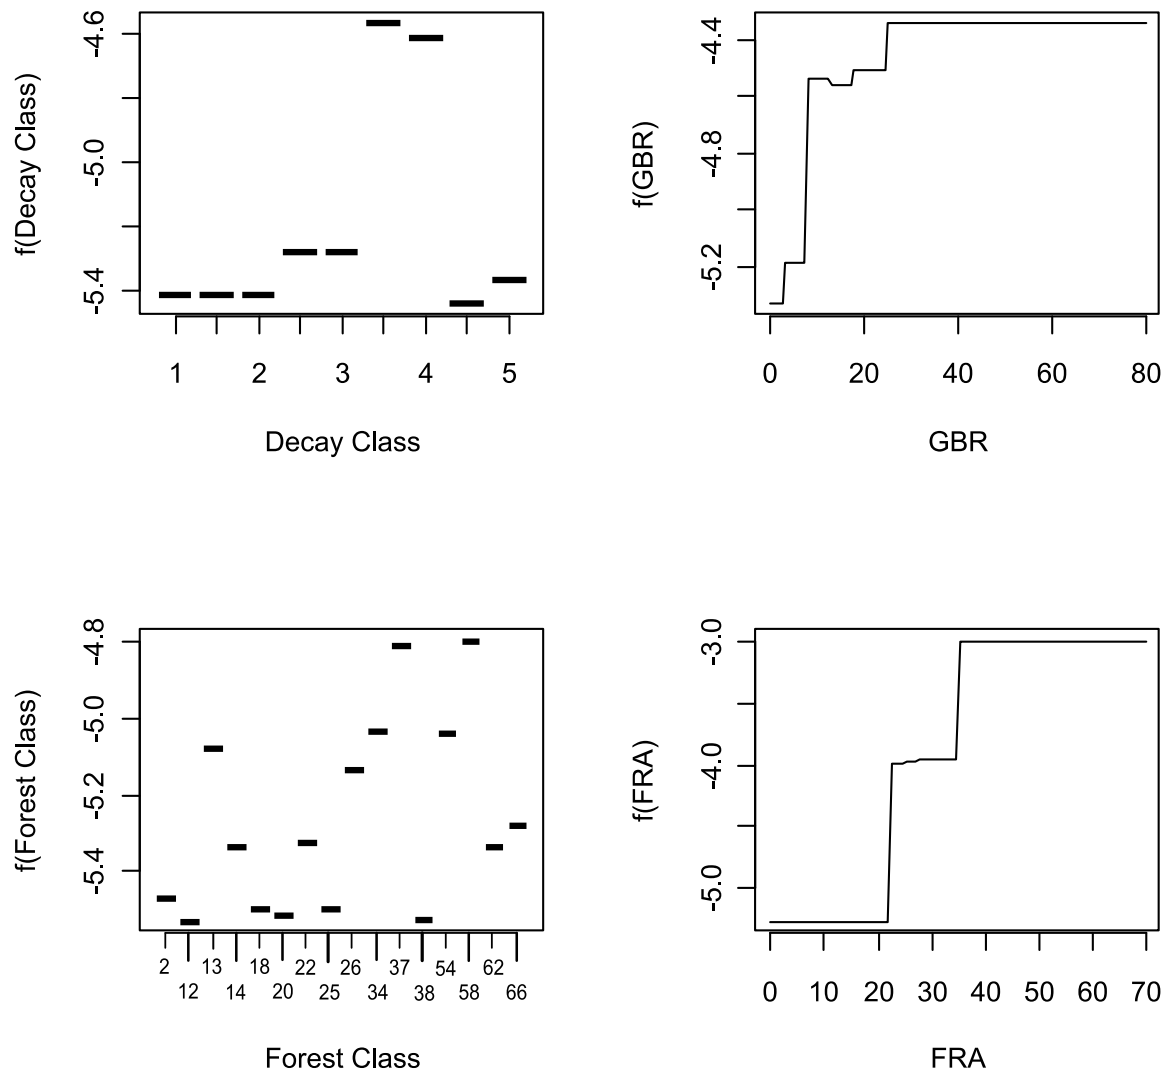 f(Decay Class)
-4.6
-5.0
-5.4
1 2 3 4 5
Decay Class
f(GBR)
-4.4
-4.8
-5.2
0 20 40 60 80
GBR
f(Forest Class)
-4.8
-5.0
-5.2
-5.4
2 13 18 22 26 37 54 62
12 14 20 25 34 38 58 66
Forest Class
f(FRA)
-3.0
-4.0
-5.0
0 10 20 30 40 50 60 70
FRA